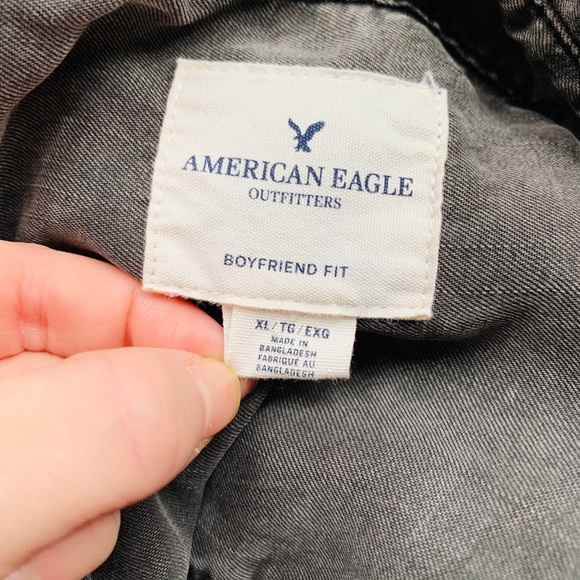 AMERICAN EAGLE
OUTFITTERS
BOYFRIEND FIT
XL/TG/EXG
MADE IN
BANGLADESH
FABRIQUÉ AU
BANGLADESH